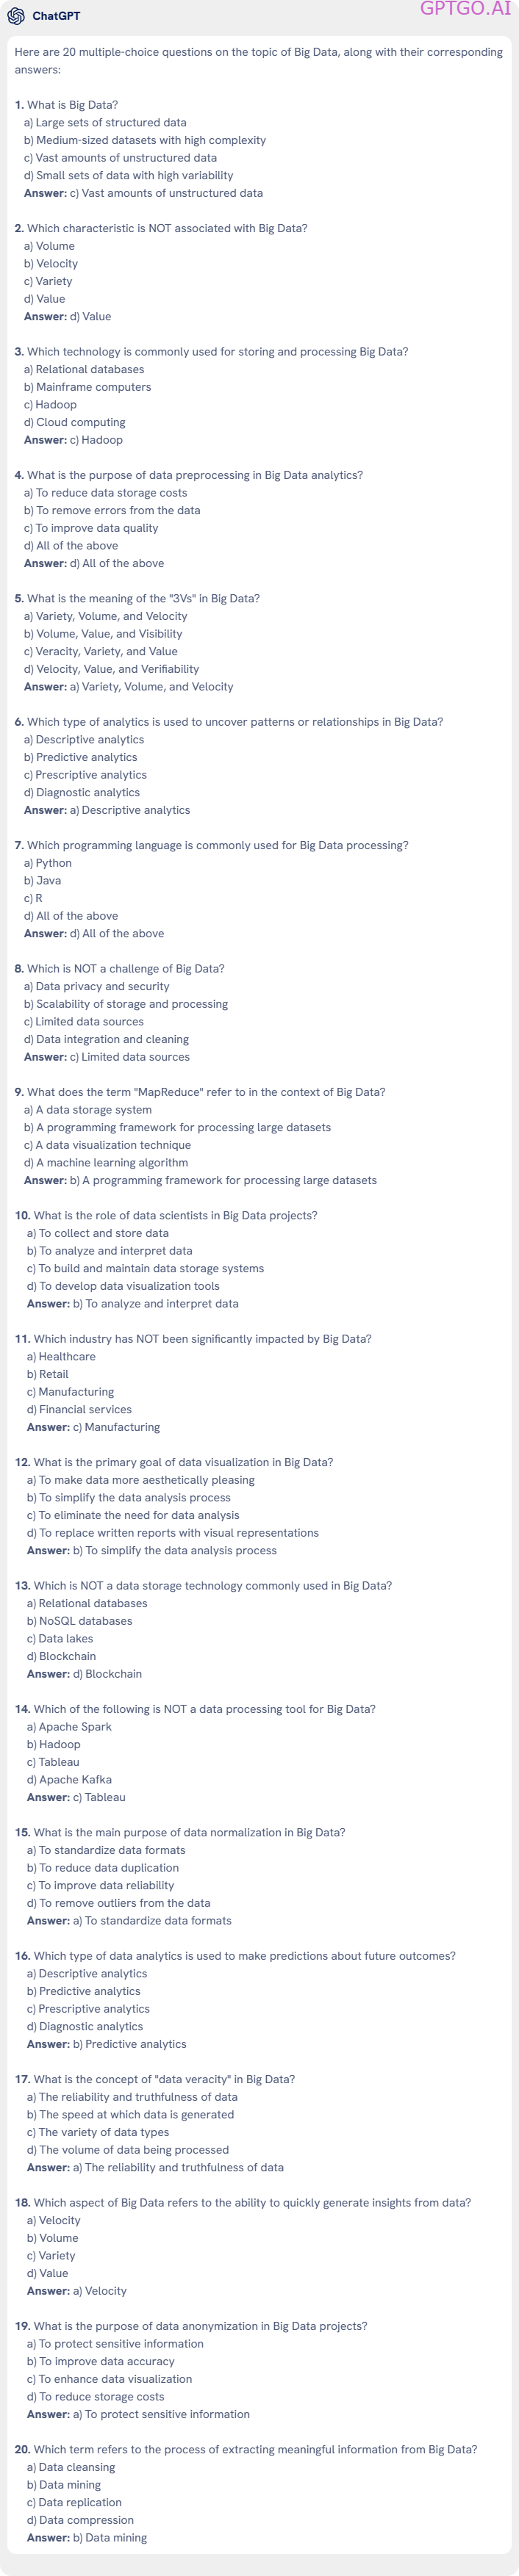 ChatGPT
GPTGO.AI
Here are 20 multiple-choice questions on the topic of Big Data, along with their corresponding
answers:
1. What is Big Data?
a) Large sets of structured data
b) Medium-sized datasets with high complexity
c) Vast amounts of unstructured data
d) Small sets of data with high variability
Answer: c) Vast amounts of unstructured data
2. Which characteristic is NOT associated with Big Data?
a) Volume
b) Velocity
c) Variety
d) Value
Answer: d) Value
3. Which technology is commonly used for storing and processing Big Data?
a) Relational databases
b) Mainframe computers
c) Hadoop
d) Cloud computing
Answer: c) Hadoop
4. What is the purpose of data preprocessing in Big Data analytics?
a) To reduce data storage costs
b) To remove errors from the data
c) To improve data quality
d) All of the above
Answer: d) All of the above
5. What is the meaning of the "3Vs" in Big Data?
a) Variety, Volume, and Velocity
b) Volume, Value, and Visibility
c) Veracity, Variety, and Value
d) Velocity, Value, and Verifiability
Answer: a) Variety, Volume, and Velocity
6. Which type of analytics is used to uncover patterns or relationships in Big Data?
a) Descriptive analytics
b) Predictive analytics
c) Prescriptive analytics
d) Diagnostic analytics
Answer: a) Descriptive analytics
7. Which programming language is commonly used for Big Data processing?
a) Python
b) Java
c) R
d) All of the above
Answer: d) All of the above
8. Which is NOT a challenge of Big Data?
a) Data privacy and security
b) Scalability of storage and processing
c) Limited data sources
d) Data integration and cleaning
Answer: c) Limited data sources
9. What does the term "MapReduce" refer to in the context of Big Data?
a) A data storage system
b) A programming framework for processing large datasets
c) A data visualization technique
d) A machine learning algorithm
Answer: b) A programming framework for processing large datasets
10. What is the role of data scientists in Big Data projects?
a) To collect and store data
b) To analyze and interpret data
c) To build and maintain data storage systems
d) To develop data visualization tools
Answer: b) To analyze and interpret data
11. Which industry has NOT been significantly impacted by Big Data?
a) Healthcare
b) Retail
c) Manufacturing
d) Financial services
Answer: c) Manufacturing
12. What is the primary goal of data visualization in Big Data?
a) To make data more aesthetically pleasing
b) To simplify the data analysis process
c) To eliminate the need for data analysis
d) To replace written reports with visual representations
Answer: b) To simplify the data analysis process
13. Which is NOT a data storage technology commonly used in Big Data?
a) Relational databases
b) NoSQL databases
c) Data lakes
d) Blockchain
Answer: d) Blockchain
14. Which of the following is NOT a data processing tool for Big Data?
a) Apache Spark
b) Hadoop
c) Tableau
d) Apache Kafka
Answer: c) Tableau
15. What is the main purpose of data normalization in Big Data?
a) To standardize data formats
b) To reduce data duplication
c) To improve data reliability
d) To remove outliers from the data
Answer: a) To standardize data formats
16. Which type of data analytics is used to make predictions about future outcomes?
a) Descriptive analytics
b) Predictive analytics
c) Prescriptive analytics
d) Diagnostic analytics
Answer: b) Predictive analytics
17. What is the concept of "data veracity" in Big Data?
a) The reliability and truthfulness of data
b) The speed at which data is generated
c) The variety of data types
d) The volume of data being processed
Answer: a) The reliability and truthfulness of data
18. Which aspect of Big Data refers to the ability to quickly generate insights from data?
a) Velocity
b) Volume
c) Variety
d) Value
Answer: a) Velocity
19. What is the purpose of data anonymization in Big Data projects?
a) To protect sensitive information
b) To improve data accuracy
c) To enhance data visualization
d) To reduce storage costs
Answer: a) To protect sensitive information
20. Which term refers to the process of extracting meaningful information from Big Data?
a) Data cleansing
b) Data mining
c) Data replication
d) Data compression
Answer: b) Data mining